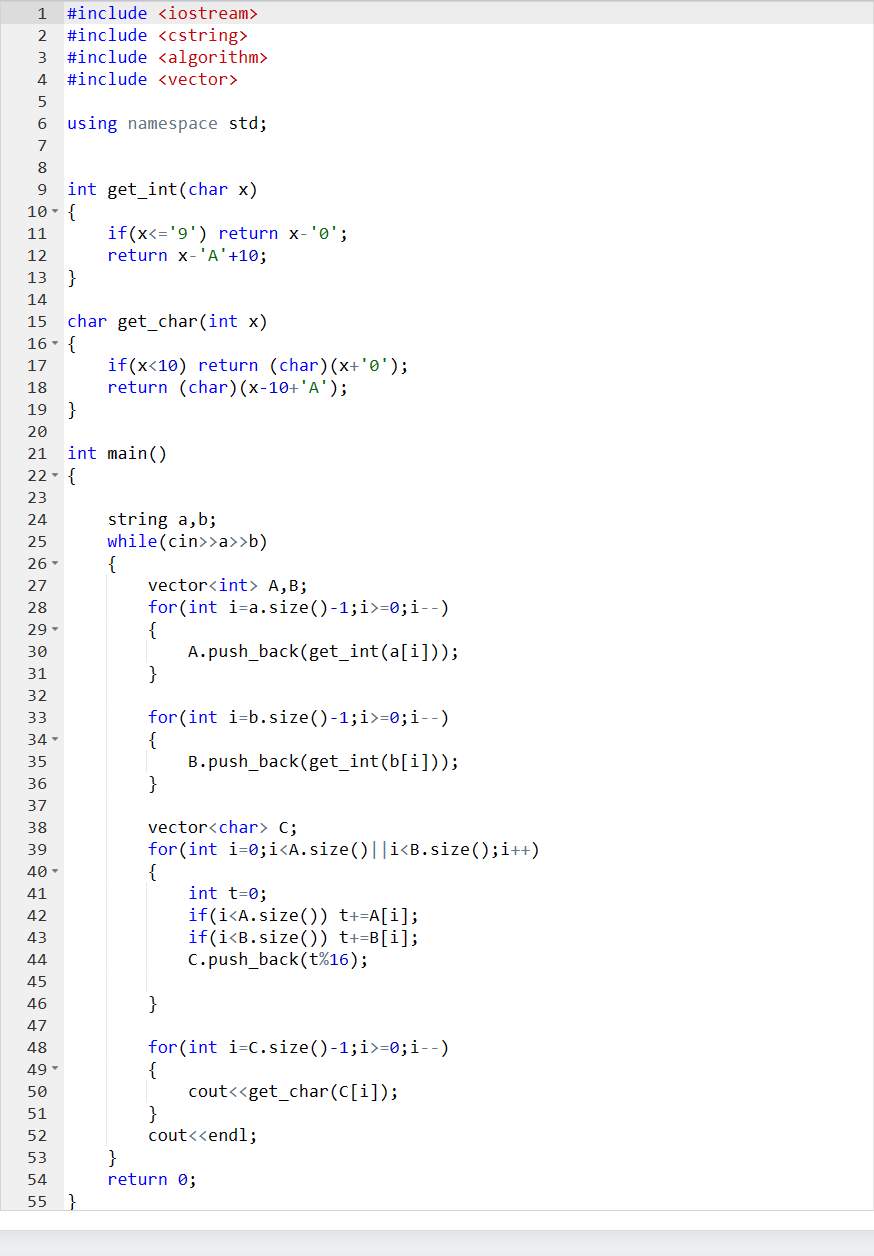 1 #include <iostream>
2 #include <cstring>
3 #include <algorithm>
4 #include <vector>
5
6 using namespace std;
7
8
9 int get_int(char x)
10 {
11     if(x<='9') return x-'0';
12     return x-'A'+10;
13 }
14
15 char get_char(int x)
16 {
17     if(x<10) return (char)(x+'0');
18     return (char)(x-10+'A');
19 }
20
21 int main()
22 {
23
24     string a,b;
25     while(cin>>a>>b)
26     {
27         vector<int> A,B;
28         for(int i=a.size()-1;i>=0;i--)
29         {
30             A.push_back(get_int(a[i]));
31         }
32
33         for(int i=b.size()-1;i>=0;i--)
34         {
35             B.push_back(get_int(b[i]));
36         }
37
38         vector<char> C;
39         for(int i=0;i<A.size()||i<B.size();i++)
40         {
41             int t=0;
42             if(i<A.size()) t+=A[i];
43             if(i<B.size()) t+=B[i];
44             C.push_back(t%16);
45
46         }
47
48         for(int i=C.size()-1;i>=0;i--)
49         {
50             cout<<get_char(C[i]);
51         }
52         cout<<endl;
53     }
54     return 0;
55 }